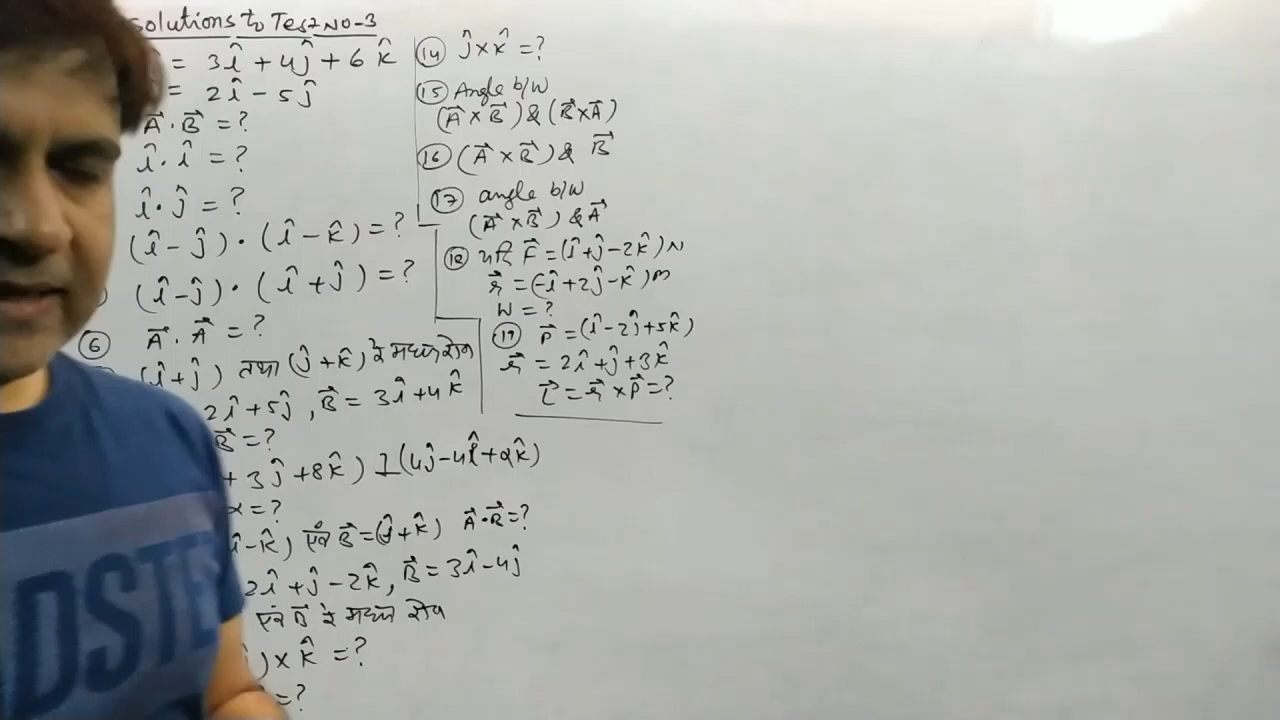 solutions to Test No-3
= 3î + 4ĵ + 6 k̂
= 2î - 5ĵ
A⃗ . B⃗ = ?
î . î = ?
î . ĵ = ?
(î - ĵ) . (î - k̂) = ?
(î - ĵ) . (î + ĵ) = ?
⑥ A⃗ . A⃗ = ?
(î + ĵ) तथा (ĵ + k̂) के मध्य कोण
2î + 5ĵ , B⃗ = 3î + 4k̂
B⃗ = ?
+ 3ĵ + 8k̂) ⊥ (4ĵ - 4î + αk̂)
α = ?
î - k̂) एवं B⃗ = (ĵ + k̂) A⃗ . B⃗ = ?
2î + ĵ - 2k̂, B⃗ = 3î - 4ĵ
एवं B⃗ के मध्य कोण
) × k̂ = ?
= ?
⑭ ĵ × k̂ = ?
⑮ Angle b/w
(A⃗ × B⃗) & (B⃗ × A⃗)
⑯ (A⃗ × B⃗) & B⃗
⑰ angle b/w
(A⃗ × B⃗) & A⃗
⑱ यदि F⃗ = (î + ĵ - 2k̂) N
r⃗ = (-î + 2ĵ - k̂) m
W = ?
⑲ P⃗ = (î - 2ĵ + 5k̂)
r⃗ = 2î + ĵ + 3k̂
L⃗ = r⃗ × P⃗ = ?
DSTE